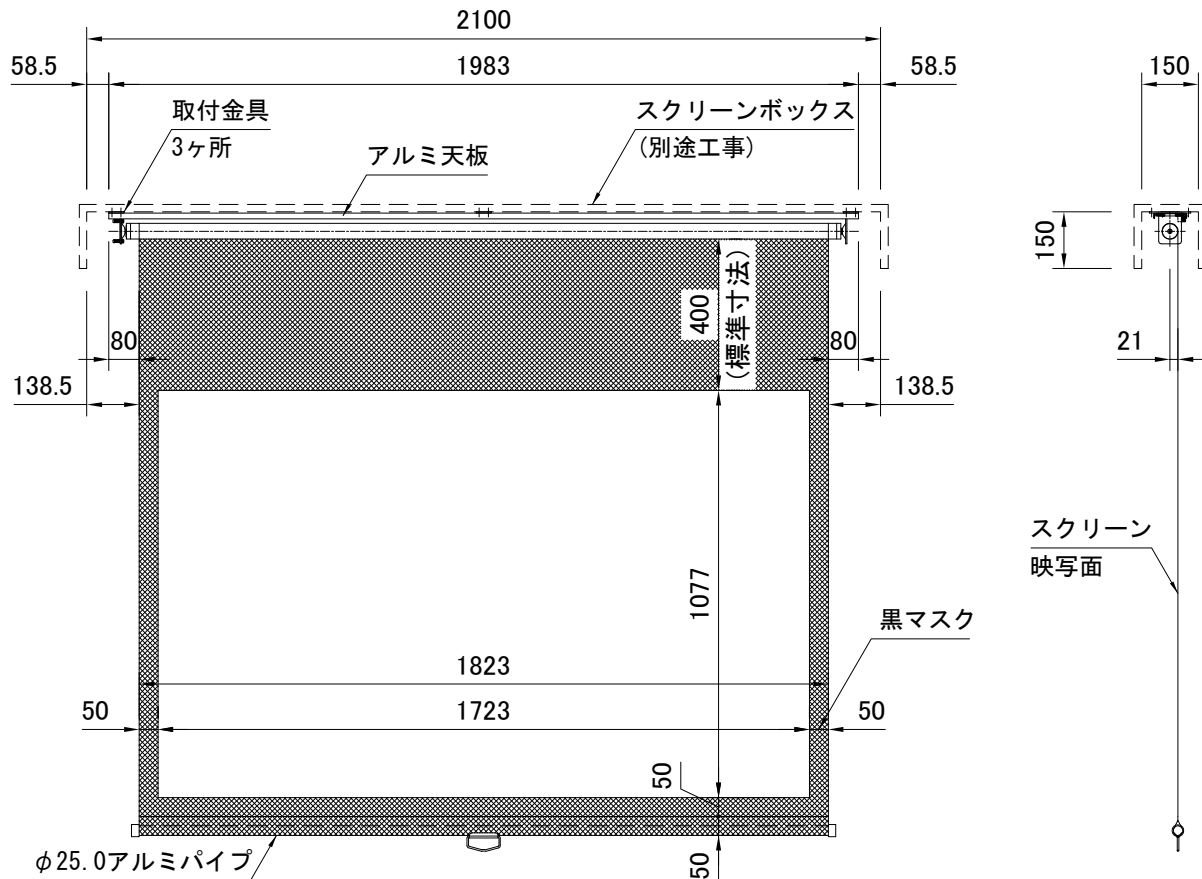 2100
58.5
1983
58.5
150
取付金具
3ヶ所
アルミ天板
スクリーンボックス
(別途工事)
150
400
(標準寸法)
80
80
21
138.5
138.5
スクリーン
映写面
1077
黒マスク
1823
50
1723
50
50
φ25.0アルミパイプ
50